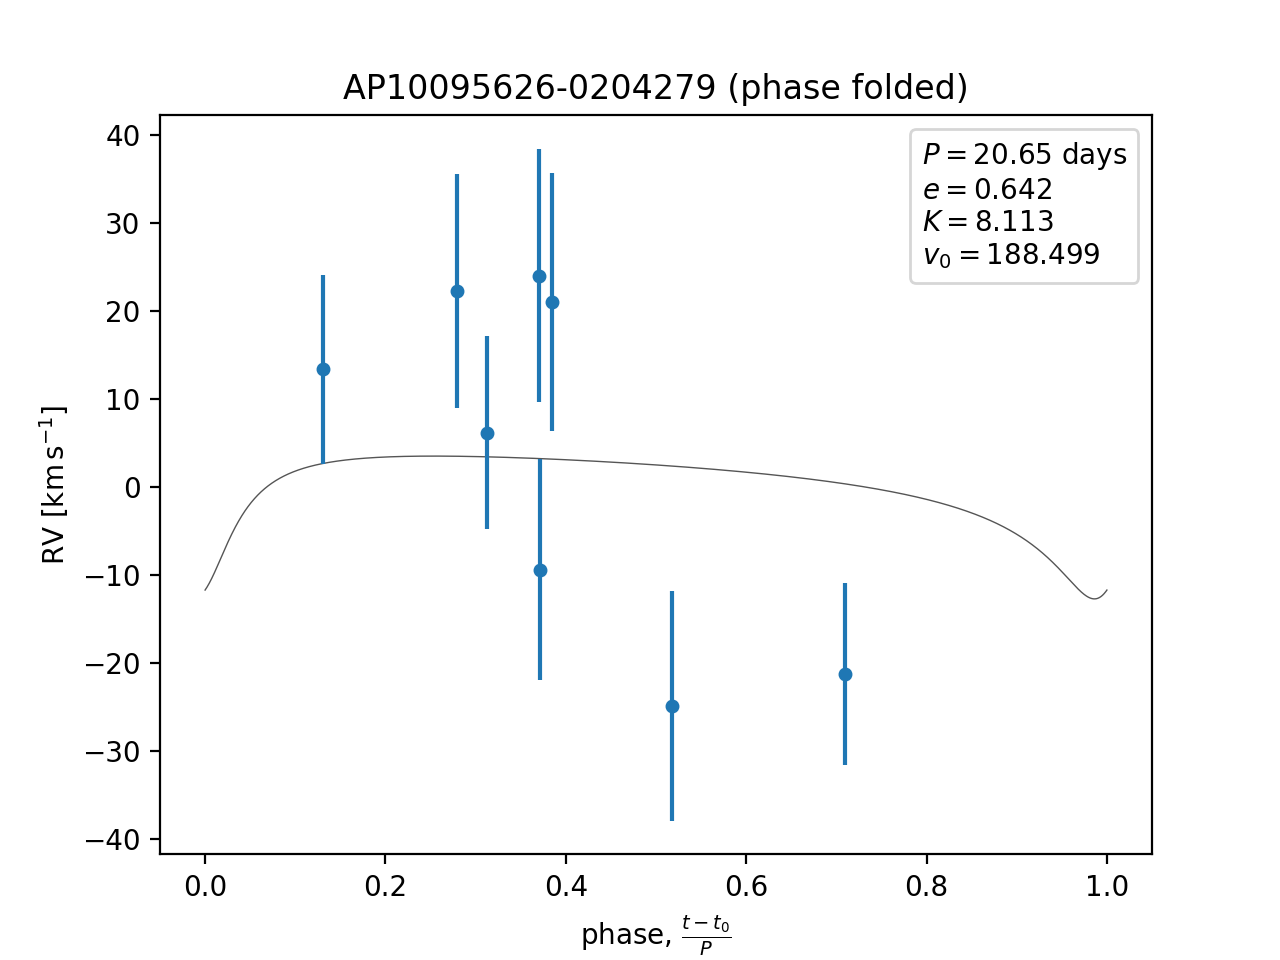 AP10095626-0204279 (phase folded)
P = 20.65 days
e = 0.642
K = 8.113
v₀ = 188.499
RV [km s⁻¹]
40
30
20
10
0
−10
−20
−30
−40
0.0 0.2 0.4 0.6 0.8 1.0
phase, (t − t₀)/P